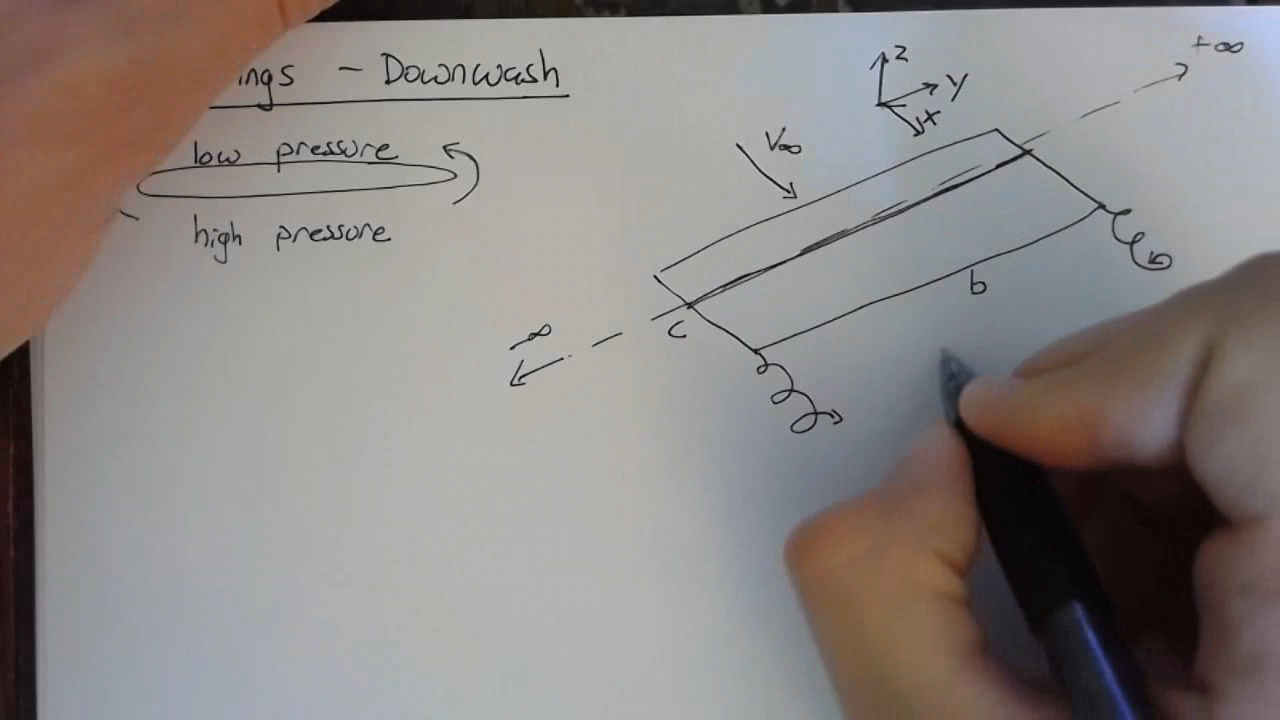 ings - Downwash
low pressure
high pressure
z
y
x
+∞
V∞
b
c
-∞